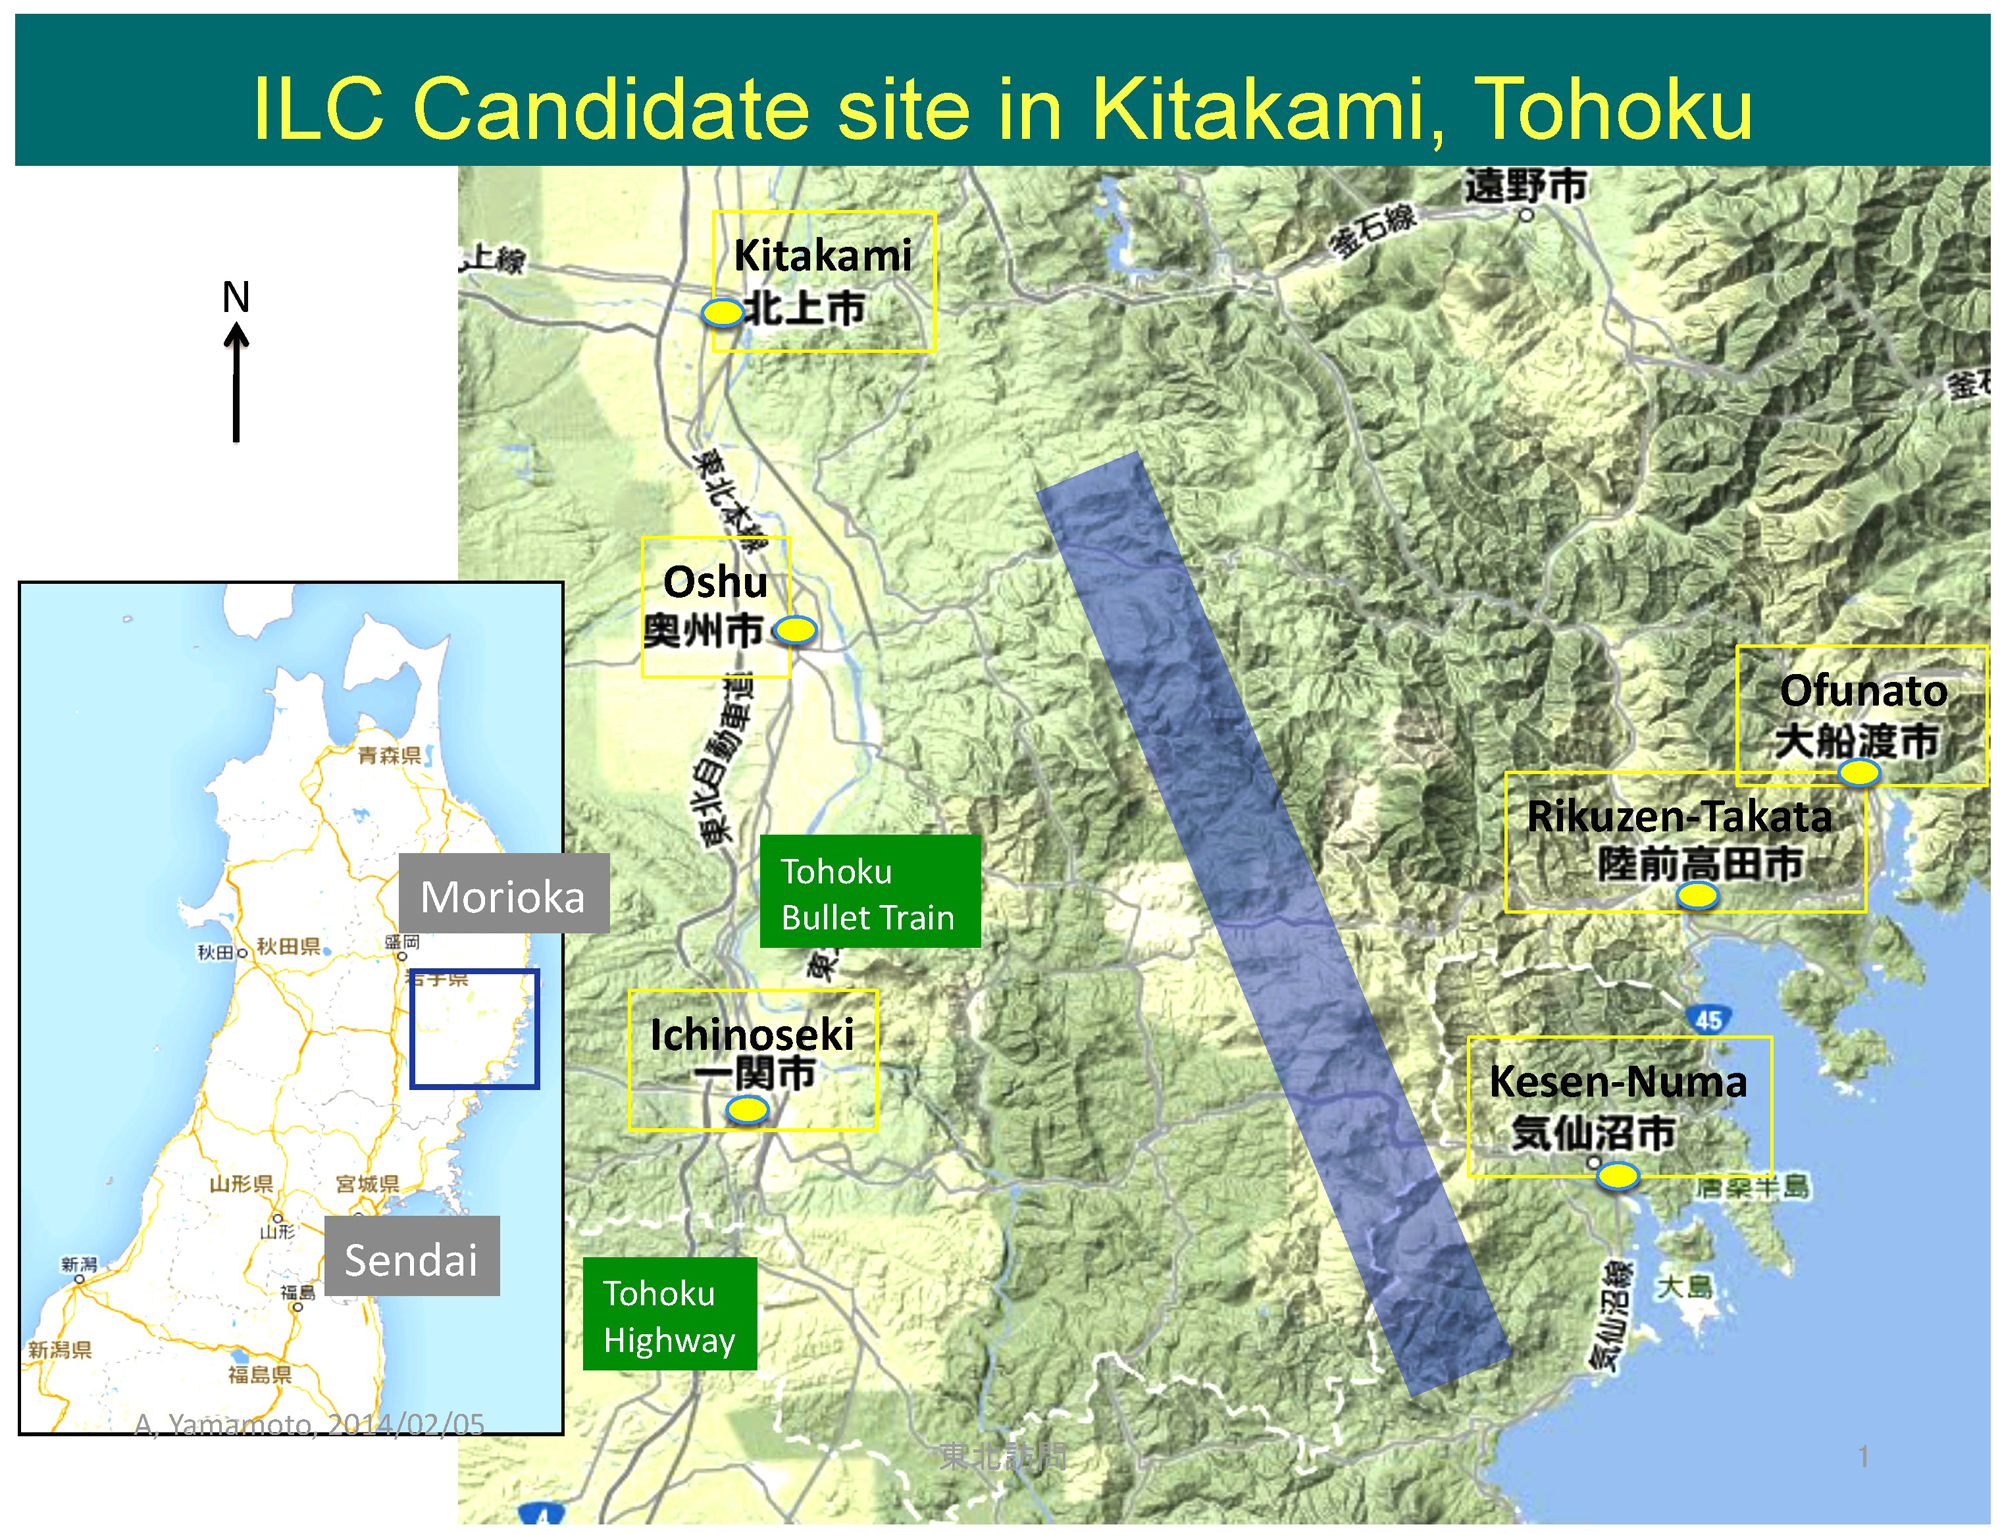 ILC Candidate site in Kitakami, Tohoku
N
遠野市
釜石線
上線
Kitakami
北上市
釜石
東北本線
Oshu
奥州市
東北自動車道
Ofunato
大船渡市
Rikuzen-Takata
陸前高田市
Tohoku
Bullet Train
東
45
Ichinoseki
一関市
Kesen-Numa
気仙沼市
唐桑半島
大島
気仙沼線
Tohoku
Highway
4
青森県
Morioka
盛岡
秋田
秋田県
岩手県
山形県
宮城県
山形
Sendai
新潟
福島
新潟県
福島県
A, Yamamoto, 2014/02/05
東北訪問
1